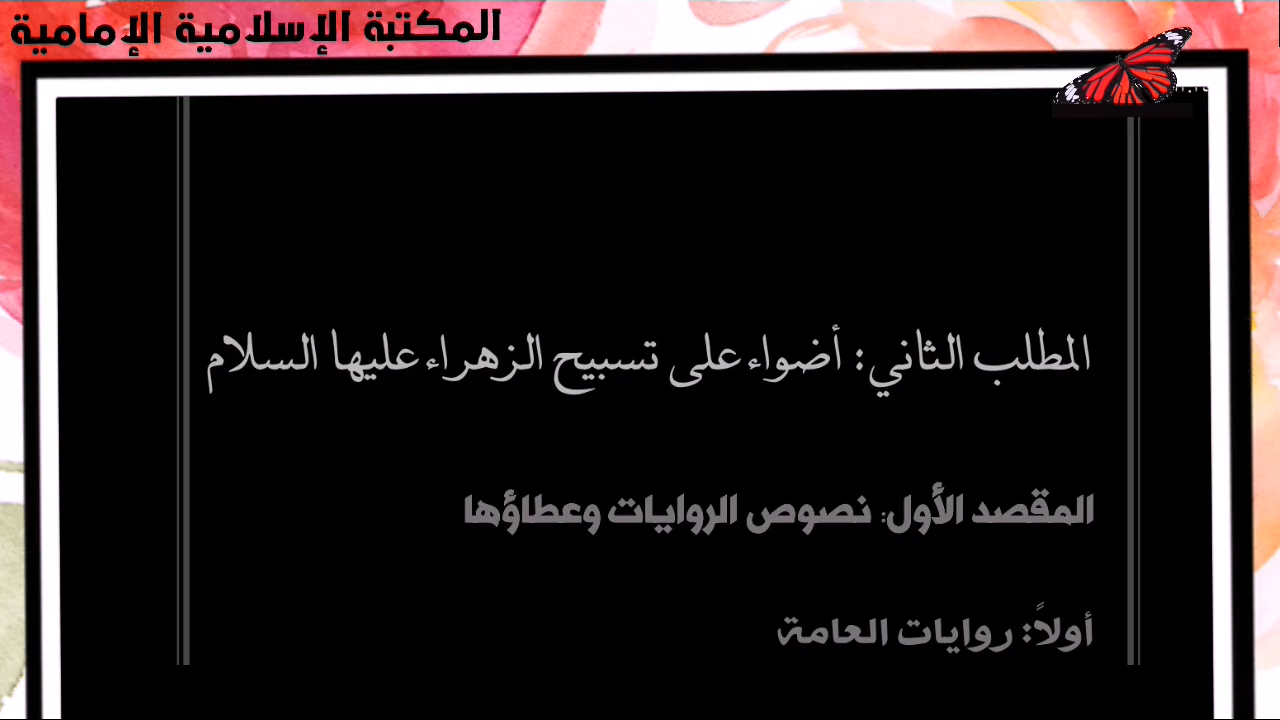 المكتبة الإسلامية الإمامية
المطلب الثاني: أضواء على تسبيح الزهراء عليها السلام
المقصد الأول: نصوص الروايات وعطاؤها
أولاً: روايات العامة